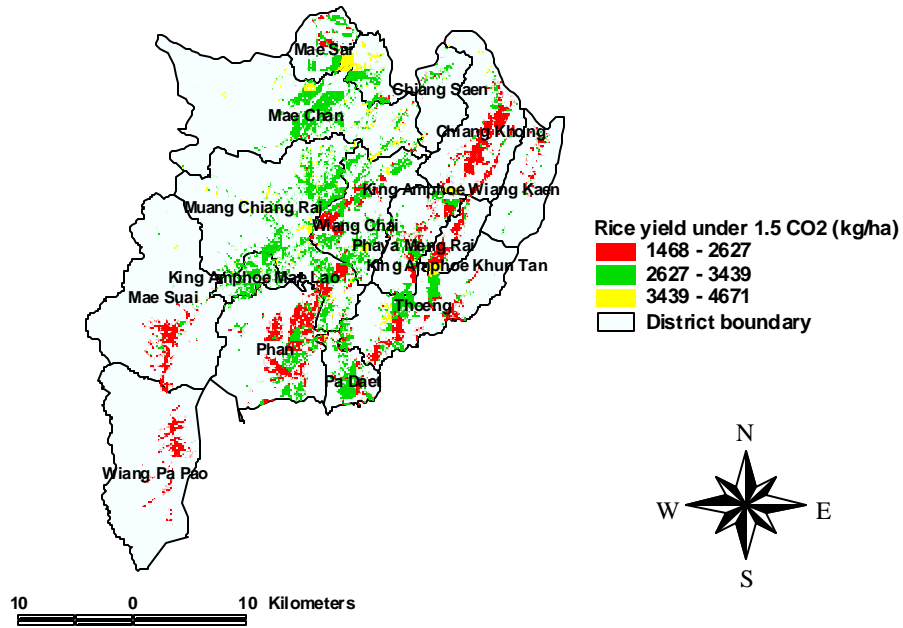 Mae Sai
Chiang Saen
Mae Chan
Chiang Khong
King Amphoe Wiang Kaen
Muang Chiang Rai
Wiang Chai
Phaya Meng Rai
King Amphoe Khun Tan
King Amphoe Mae Lao
Mae Suai
Thoeng
Phan
Pa Daet
Wiang Pa Pao
Rice yield under 1.5 CO2 (kg/ha)
1468 - 2627
2627 - 3439
3439 - 4671
District boundary
N
W E
S
10 0 10 Kilometers